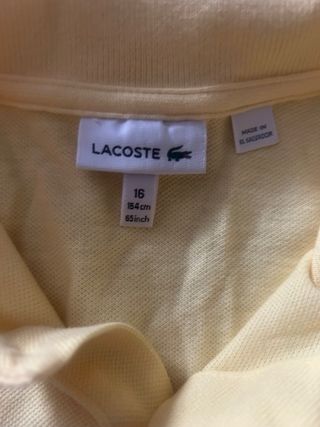 LACOSTE
MADE IN
EL SALVADOR
16
164cm
65inch